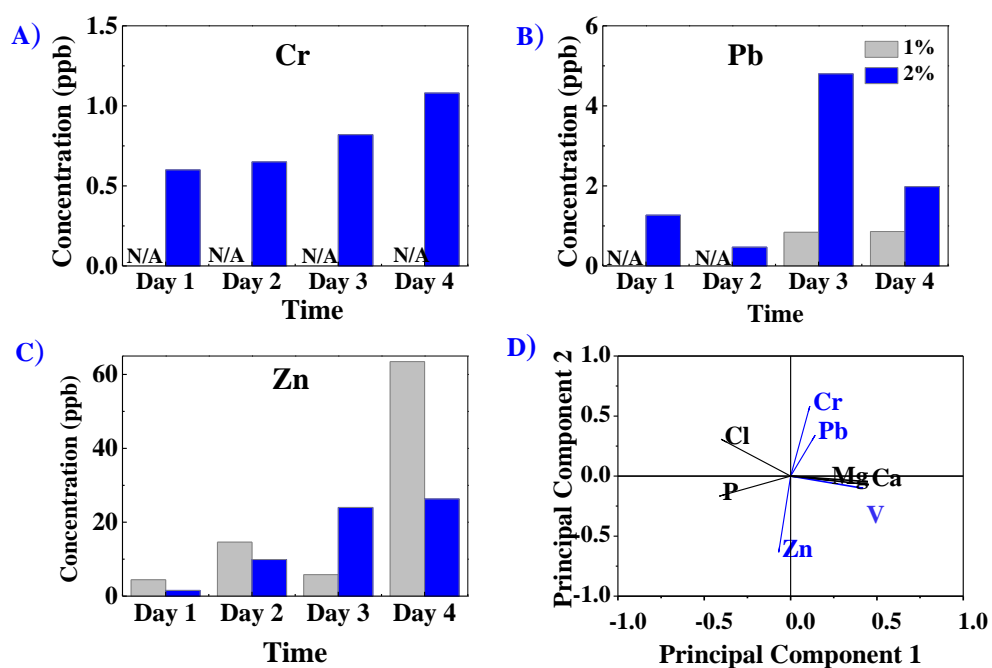 A)
Cr
Concentration (ppb)
1.5
1.0
0.5
0.0
N/A
N/A
N/A
N/A
Day 1 Day 2 Day 3 Day 4
Time
B)
Pb
1%
2%
Concentration (ppb)
6
4
2
0
N/A
N/A
Day 1 Day 2 Day 3 Day 4
Time
C)
Zn
Concentration (ppb)
60
40
20
0
Day 1 Day 2 Day 3 Day 4
Time
D)
Principal Component 2
1.0
0.5
0.0
-0.5
-1.0
Cr
Pb
Cl
Mg
Ca
P
V
Zn
-1.0 -0.5 0.0 0.5 1.0
Principal Component 1